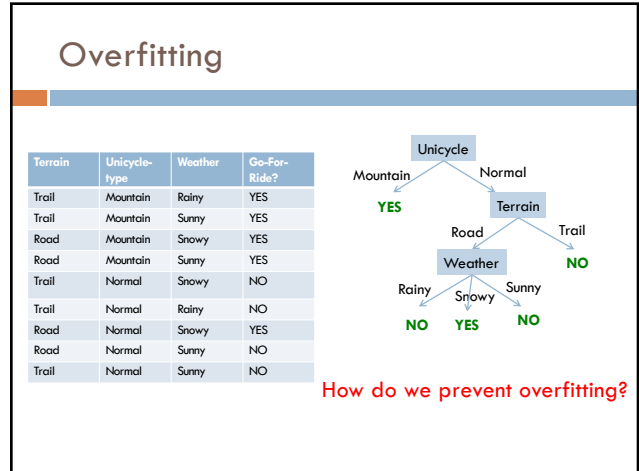 Overfitting
Terrain Unicycle-type Weather Go-For-Ride?
Trail Mountain Rainy YES
Trail Mountain Sunny YES
Road Mountain Snowy YES
Road Mountain Sunny YES
Trail Normal Snowy NO
Trail Normal Rainy NO
Road Normal Snowy YES
Road Normal Sunny NO
Trail Normal Sunny NO
Unicycle
Mountain Normal
YES Terrain
Road Trail
Weather NO
Rainy Snowy Sunny
NO YES NO
How do we prevent overfitting?